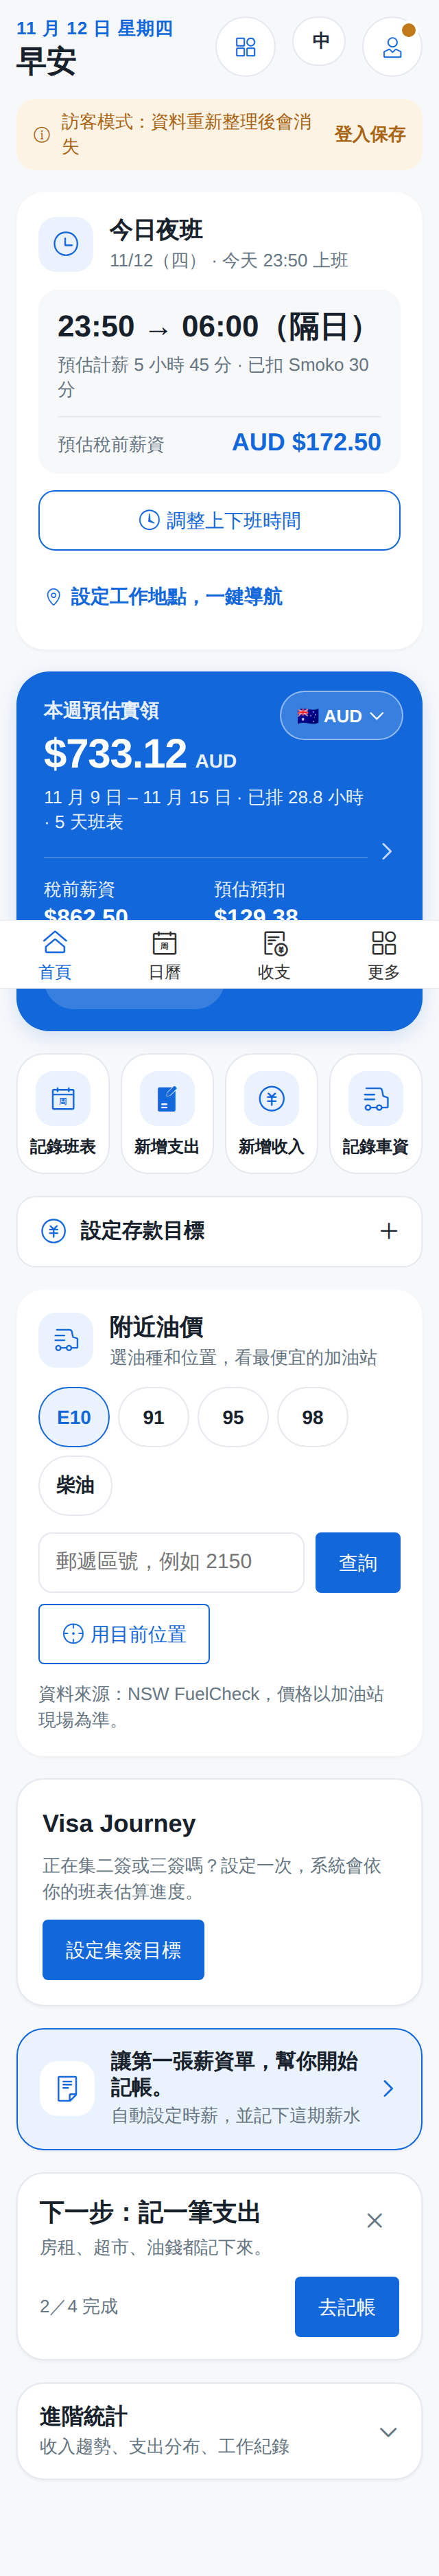 11 月 12 日 星期四
早安
中
訪客模式：資料重新整理後會消
失
登入保存
今日夜班
11/12（四） · 今天 23:50 上班
23:50 → 06:00（隔日）
預估計薪 5 小時 45 分 · 已扣 Smoko 30
分
預估稅前薪資
AUD $172.50
調整上下班時間
設定工作地點，一鍵導航
本週預估實領
🇦🇺 AUD
$733.12 AUD
11 月 9 日 – 11 月 15 日 · 已排 28.8 小時
· 5 天班表
稅前薪資
預估預扣
$862.50
$129.38
首頁
周
日曆
收支
更多
周
記錄班表
新增支出
新增收入
記錄車資
設定存款目標
附近油價
選油種和位置，看最便宜的加油站
E10
91
95
98
柴油
郵遞區號，例如 2150
查詢
用目前位置
資料來源：NSW FuelCheck，價格以加油站
現場為準。
Visa Journey
正在集二簽或三簽嗎？設定一次，系統會依
你的班表估算進度。
設定集簽目標
讓第一張薪資單，幫你開始
記帳。
自動設定時薪，並記下這期薪水
下一步：記一筆支出
房租、超市、油錢都記下來。
2／4 完成
去記帳
進階統計
收入趨勢、支出分布、工作紀錄